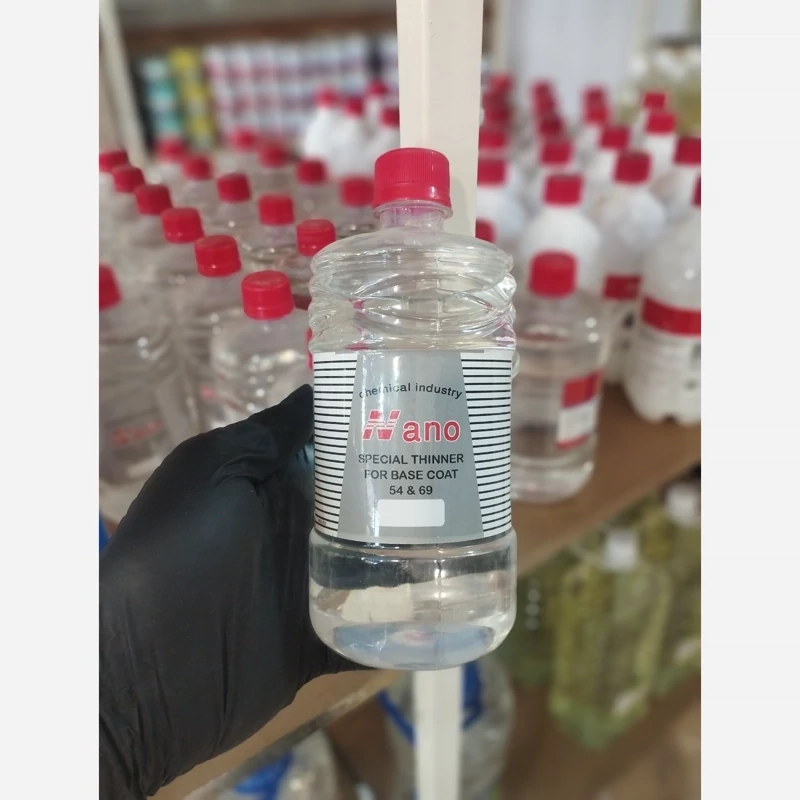 chemical industry
Nano
SPECIAL THINNER
FOR BASE COAT
54 & 69